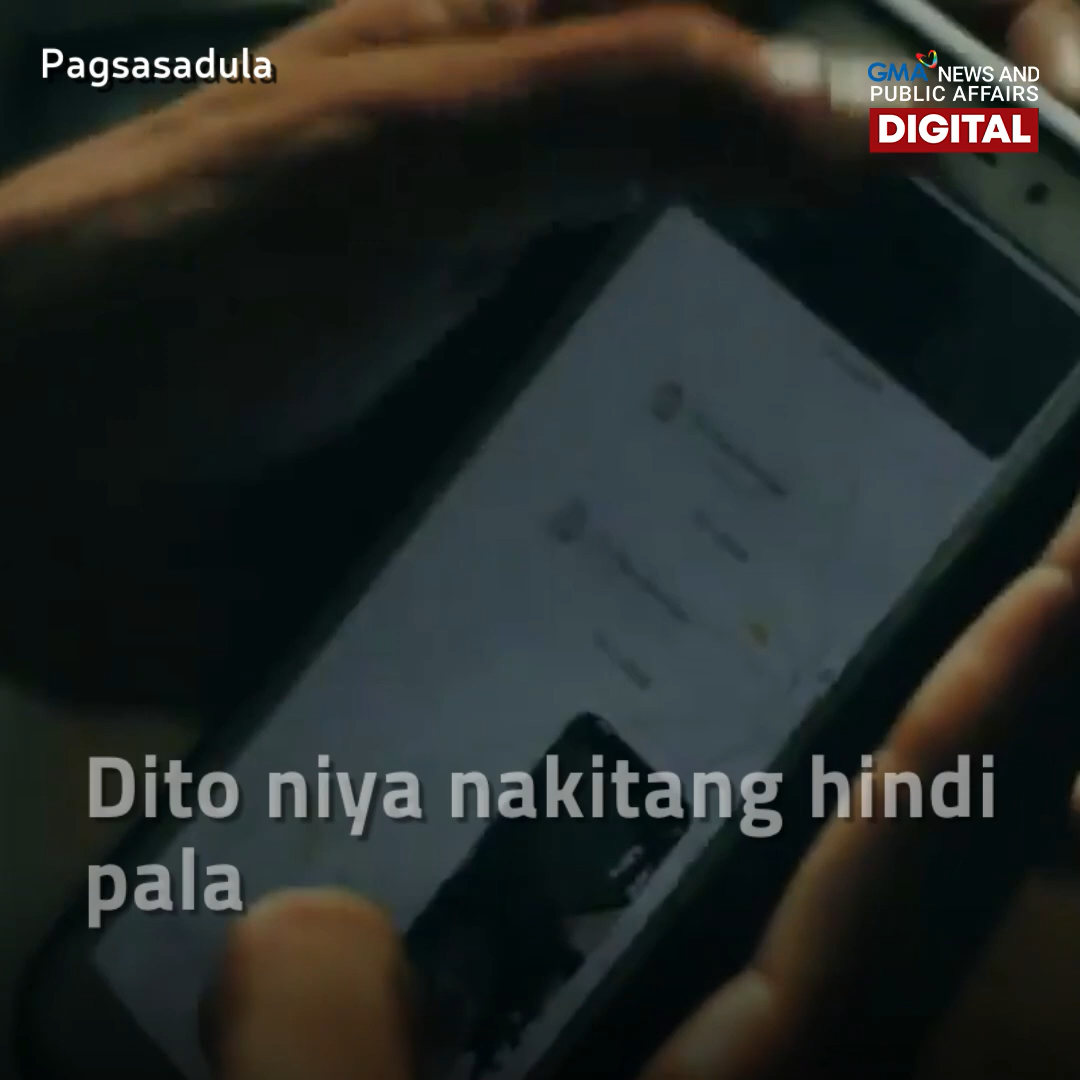 Pagsasadula
GMA NEWS AND
PUBLIC AFFAIRS
DIGITAL
Dito niya nakitang hindi
pala